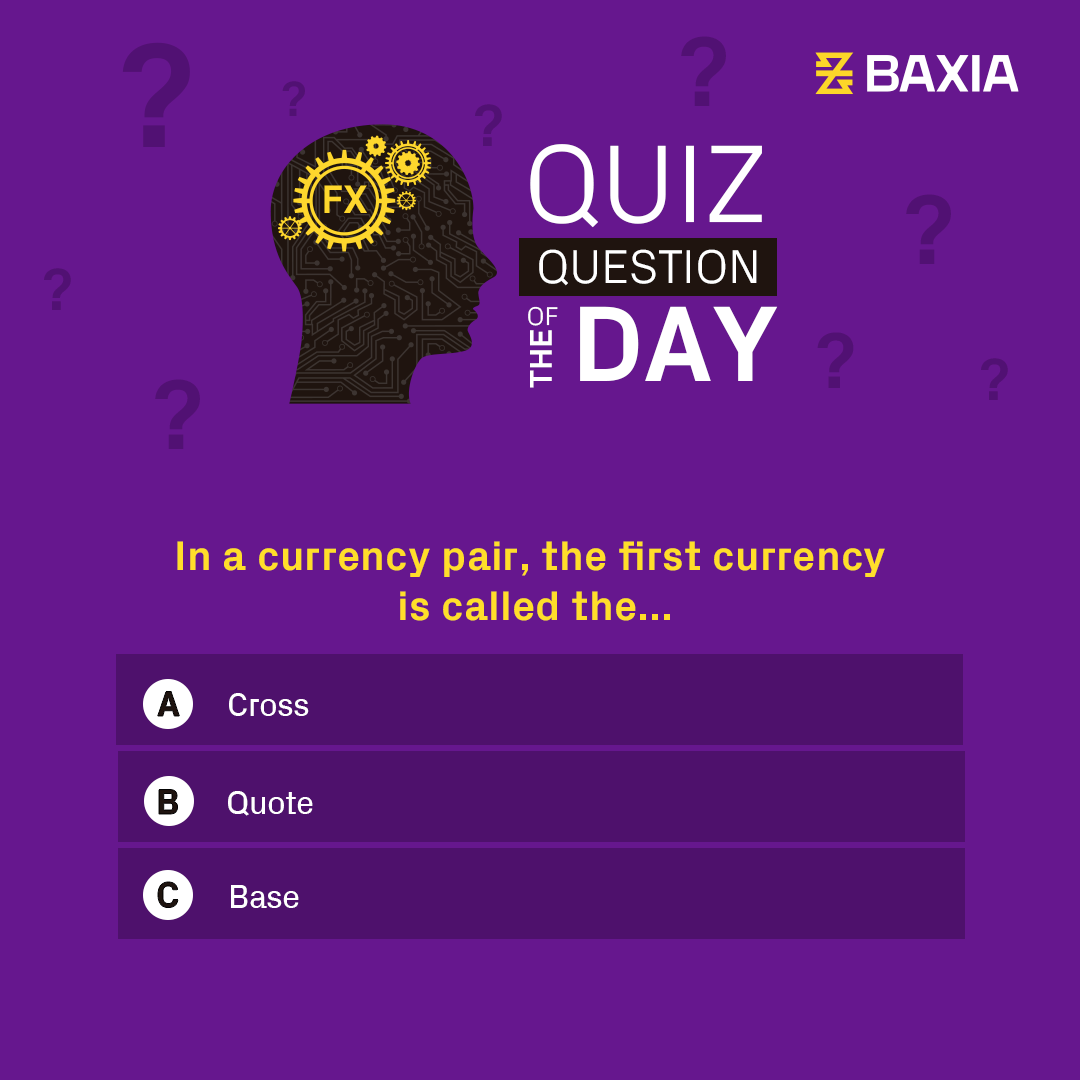 BAXIA
FX
QUIZ
QUESTION
OF THE
DAY
In a currency pair, the first currency
is called the...
A Cross
B Quote
C Base